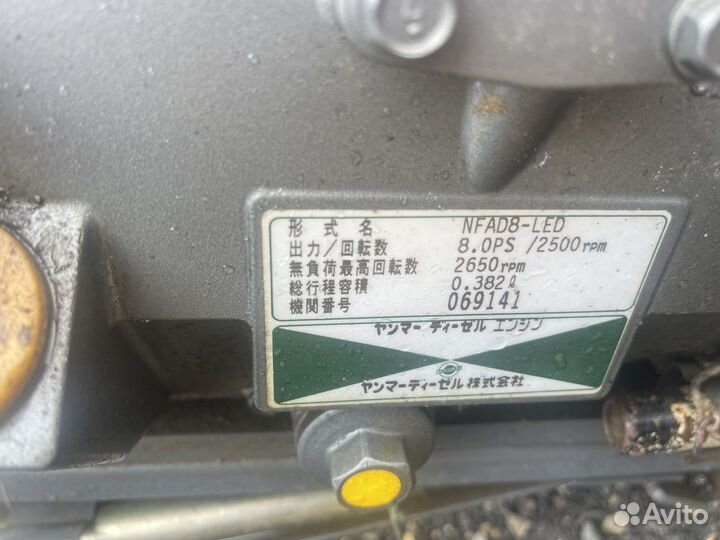 形式名 NFAD8-LED
出力/回転数 8.0PS /2500rpm
無負荷最高回転数 2650rpm
総行程容積 0.382ℓ
機関番号 069141
ヤンマー ディーゼル エンジン
ヤンマーディーゼル株式会社
Avito